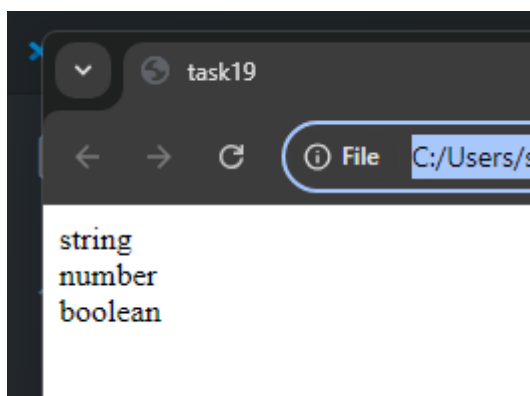 task19
File C:/Users/s
string
number
boolean